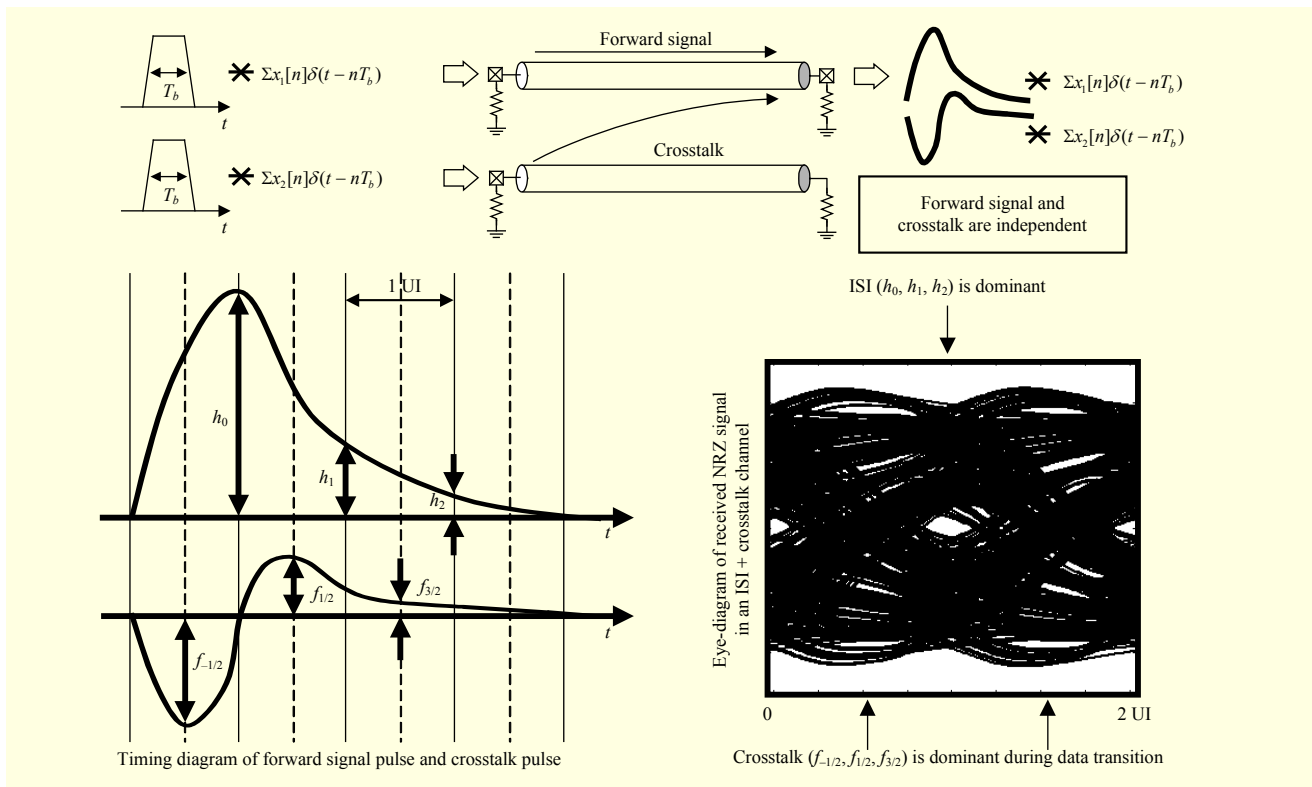 Forward signal
T_b
Σx₁[n]δ(t − nT_b)
t
Σx₁[n]δ(t − nT_b)
Σx₂[n]δ(t − nT_b)
Crosstalk
T_b
Σx₂[n]δ(t − nT_b)
t
Forward signal and
crosstalk are independent
1 UI
h₀
h₁
h₂
t
f₁/₂
f₃/₂
f₋₁/₂
t
Timing diagram of forward signal pulse and crosstalk pulse
ISI (h₀, h₁, h₂) is dominant
Eye-diagram of received NRZ signal
in an ISI + crosstalk channel
0
2 UI
Crosstalk (f₋₁/₂, f₁/₂, f₃/₂) is dominant during data transition